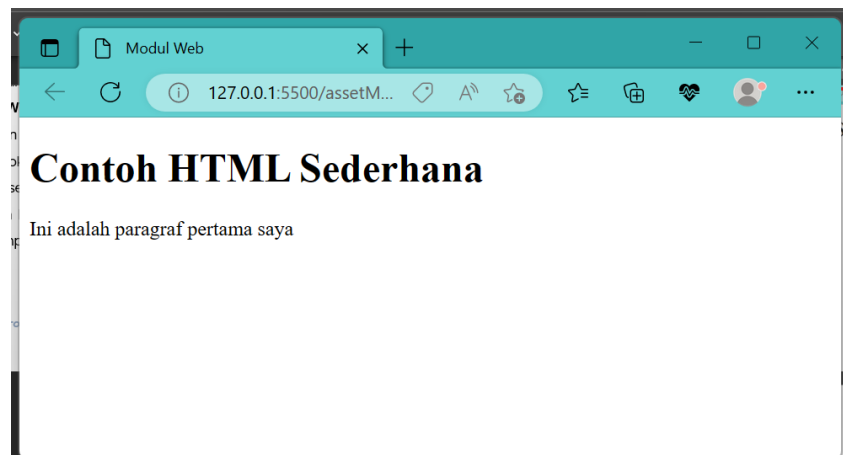 Modul Web
127.0.0.1:5500/assetM...
Contoh HTML Sederhana
Ini adalah paragraf pertama saya